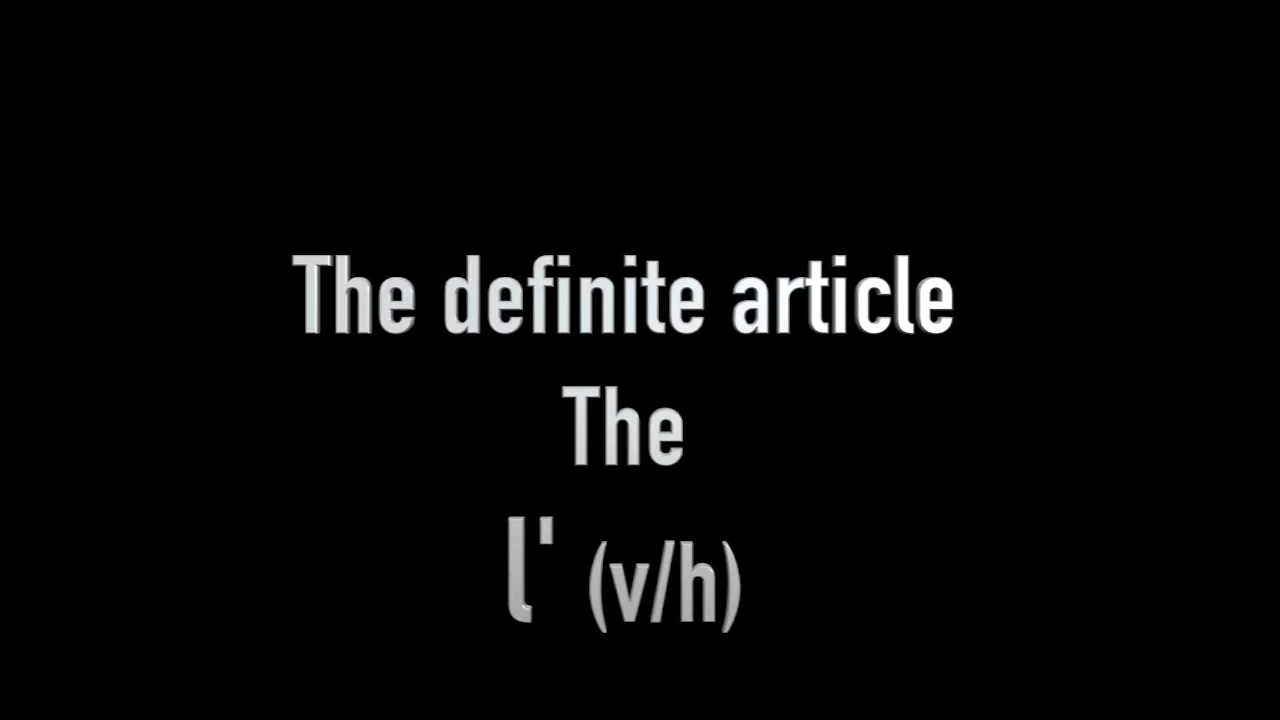 The definite article
The
l' (v/h)